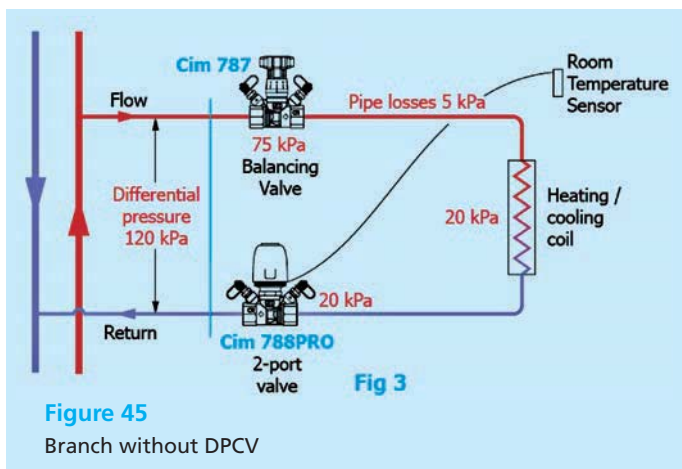 Cim 787
Room
Temperature
Sensor
Flow
Pipe losses 5 kPa
75 kPa
Balancing
Valve
Differential
pressure
120 kPa
20 kPa
Heating /
cooling
coil
20 kPa
Return
Cim 788PRO
2-port
valve
Fig 3
Figure 45
Branch without DPCV